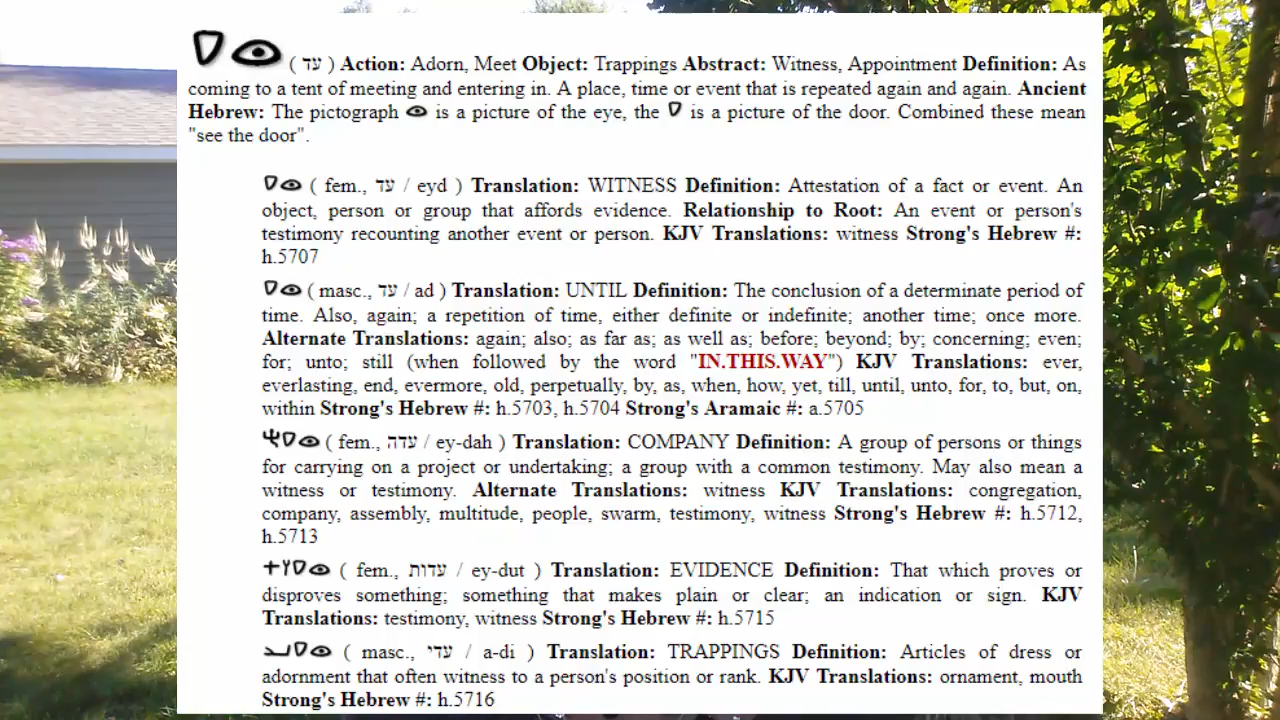 ( עד ) Action: Adorn, Meet Object: Trappings Abstract: Witness, Appointment Definition: As
coming to a tent of meeting and entering in. A place, time or event that is repeated again and again. Ancient
Hebrew: The pictograph is a picture of the eye, the is a picture of the door. Combined these mean
"see the door".
( fem., עד / eyd ) Translation: WITNESS Definition: Attestation of a fact or event. An
object, person or group that affords evidence. Relationship to Root: An event or person's
testimony recounting another event or person. KJV Translations: witness Strong's Hebrew #:
h.5707
( masc., עד / ad ) Translation: UNTIL Definition: The conclusion of a determinate period of
time. Also, again; a repetition of time, either definite or indefinite; another time; once more.
Alternate Translations: again; also; as far as; as well as; before; beyond; by; concerning; even;
for; unto; still (when followed by the word "IN.THIS.WAY") KJV Translations: ever,
everlasting, end, evermore, old, perpetually, by, as, when, how, yet, till, until, unto, for, to, but, on,
within Strong's Hebrew #: h.5703, h.5704 Strong's Aramaic #: a.5705
( fem., עדה / ey-dah ) Translation: COMPANY Definition: A group of persons or things
for carrying on a project or undertaking; a group with a common testimony. May also mean a
witness or testimony. Alternate Translations: witness KJV Translations: congregation,
company, assembly, multitude, people, swarm, testimony, witness Strong's Hebrew #: h.5712,
h.5713
( fem., עדות / ey-dut ) Translation: EVIDENCE Definition: That which proves or
disproves something; something that makes plain or clear; an indication or sign. KJV
Translations: testimony, witness Strong's Hebrew #: h.5715
( masc., עדי / a-di ) Translation: TRAPPINGS Definition: Articles of dress or
adornment that often witness to a person's position or rank. KJV Translations: ornament, mouth
Strong's Hebrew #: h.5716